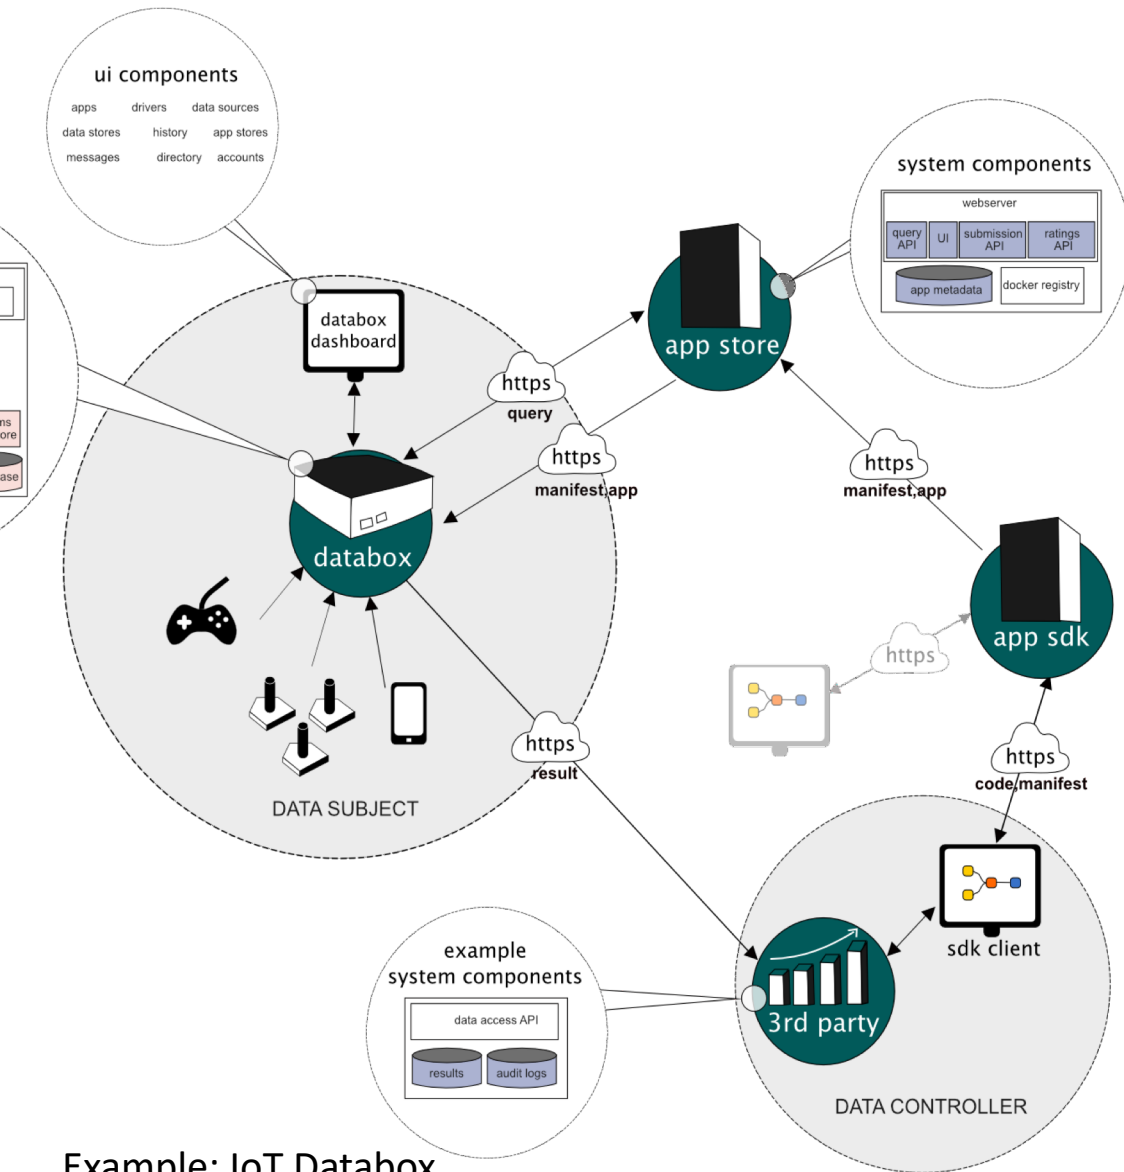 ui components
apps drivers data sources
data stores history app stores
messages directory accounts
system components
webserver
query API
UI
submission API
ratings API
app metadata
docker registry
databox
dashboard
app store
https
query
https
manifest,app
https
manifest,app
databox
app sdk
https
https
result
https
code,manifest
DATA SUBJECT
sdk client
example
system components
data access API
results
audit logs
3rd party
DATA CONTROLLER
Example: IoT Databox